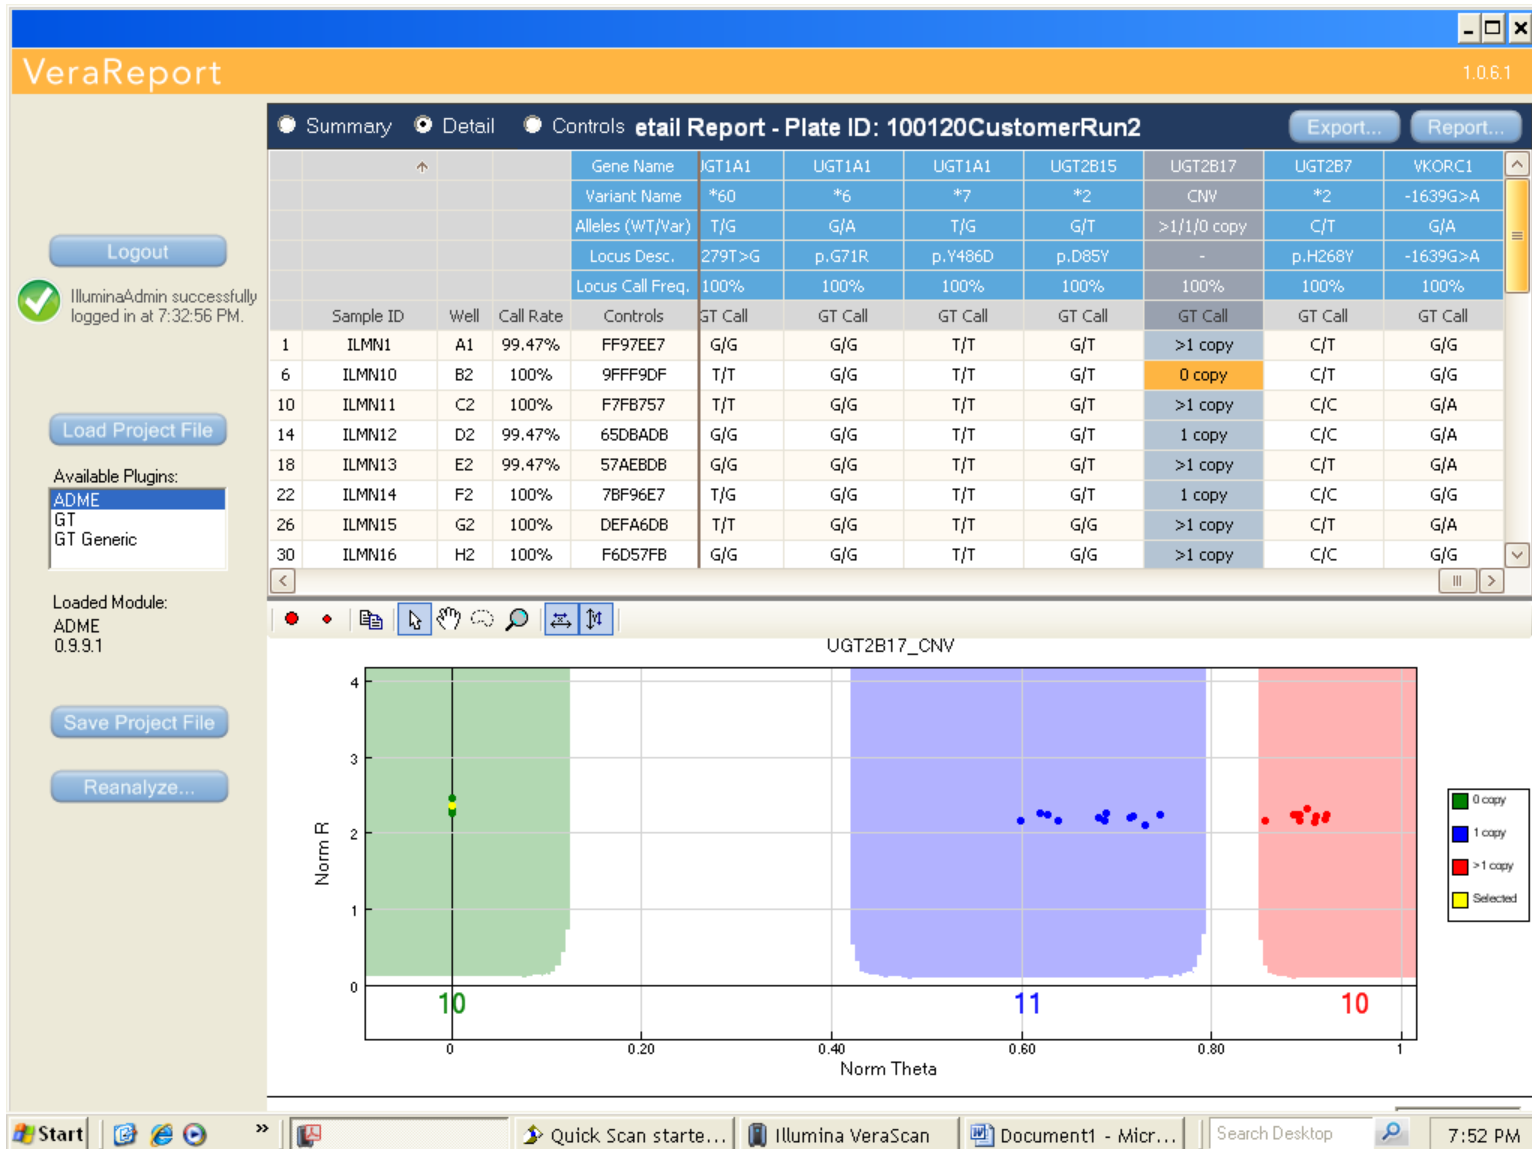 VeraReport 1.0.6.1
Summary Detail Controls etail Report - Plate ID: 100120CustomerRun2 Export... Report...
Logout
IlluminaAdmin successfully
logged in at 7:32:56 PM.
Load Project File
Available Plugins:
ADME
GT
GT Generic
Loaded Module:
ADME
0.9.9.1
Save Project File
Reanalyze...
Gene Name JGT1A1 UGT1A1 UGT1A1 UGT2B15 UGT2B17 UGT2B7 VKORC1
Variant Name *60 *6 *7 *2 CNV *2 -1639G>A
Alleles (WT/Var) T/G G/A T/G G/T >1/1/0 copy C/T G/A
Locus Desc. 279T>G p.G71R p.Y486D p.D85Y - p.H268Y -1639G>A
Locus Call Freq. 100% 100% 100% 100% 100% 100% 100%
Sample ID Well Call Rate Controls GT Call GT Call GT Call GT Call GT Call GT Call GT Call
1 ILMN1 A1 99.47% FF97EE7 G/G G/G T/T G/T >1 copy C/T G/G
6 ILMN10 B2 100% 9FFF9DF T/T G/G T/T G/T 0 copy C/T G/G
10 ILMN11 C2 100% F7FB757 T/T G/G T/T G/T >1 copy C/C G/A
14 ILMN12 D2 99.47% 65DBADB G/G G/G T/T G/T 1 copy C/C G/A
18 ILMN13 E2 99.47% 57AEBDB G/G G/G T/T G/T >1 copy C/T G/A
22 ILMN14 F2 100% 7BF96E7 T/G G/G T/T G/T 1 copy C/C G/G
26 ILMN15 G2 100% DEFA6DB T/T G/G T/T G/G >1 copy C/T G/A
30 ILMN16 H2 100% F6D57FB G/G G/G T/T G/G >1 copy C/C G/G
UGT2B17_CNV
4
3
2
1
0
Norm R
10 11 10
0 0.20 0.40 0.60 0.80 1
Norm Theta
0 copy
1 copy
>1 copy
Selected
Start » Quick Scan starte... Illumina VeraScan Document1 - Micr... Search Desktop 7:52 PM